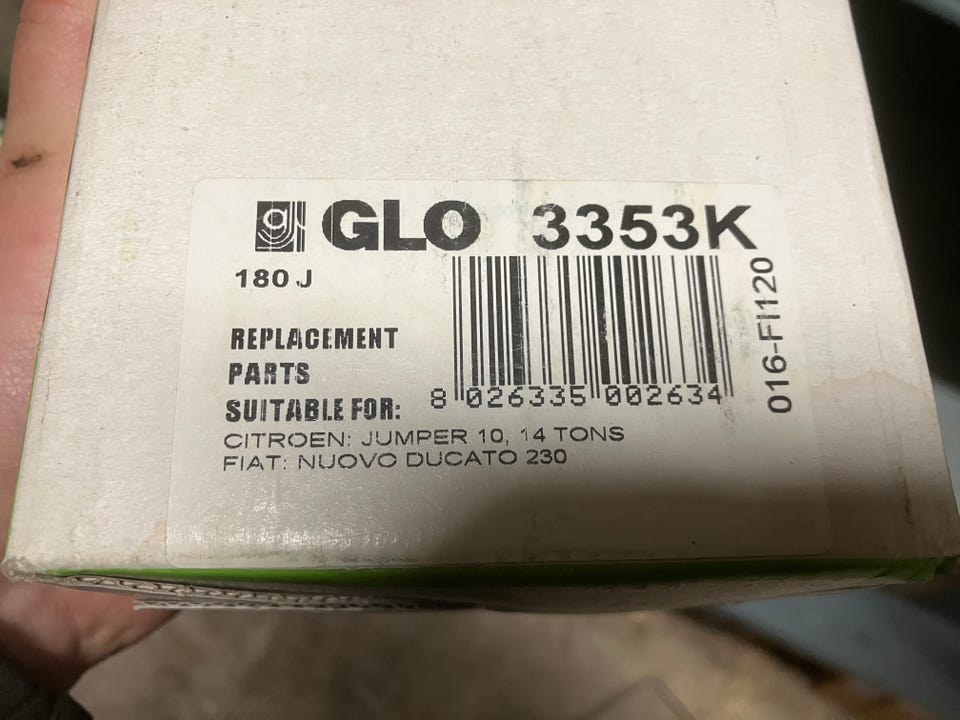 g GLO 3353K
180 J
REPLACEMENT
PARTS
SUITABLE FOR:
8 026335 002634
016-FI120
CITROEN: JUMPER 10, 14 TONS
FIAT: NUOVO DUCATO 230